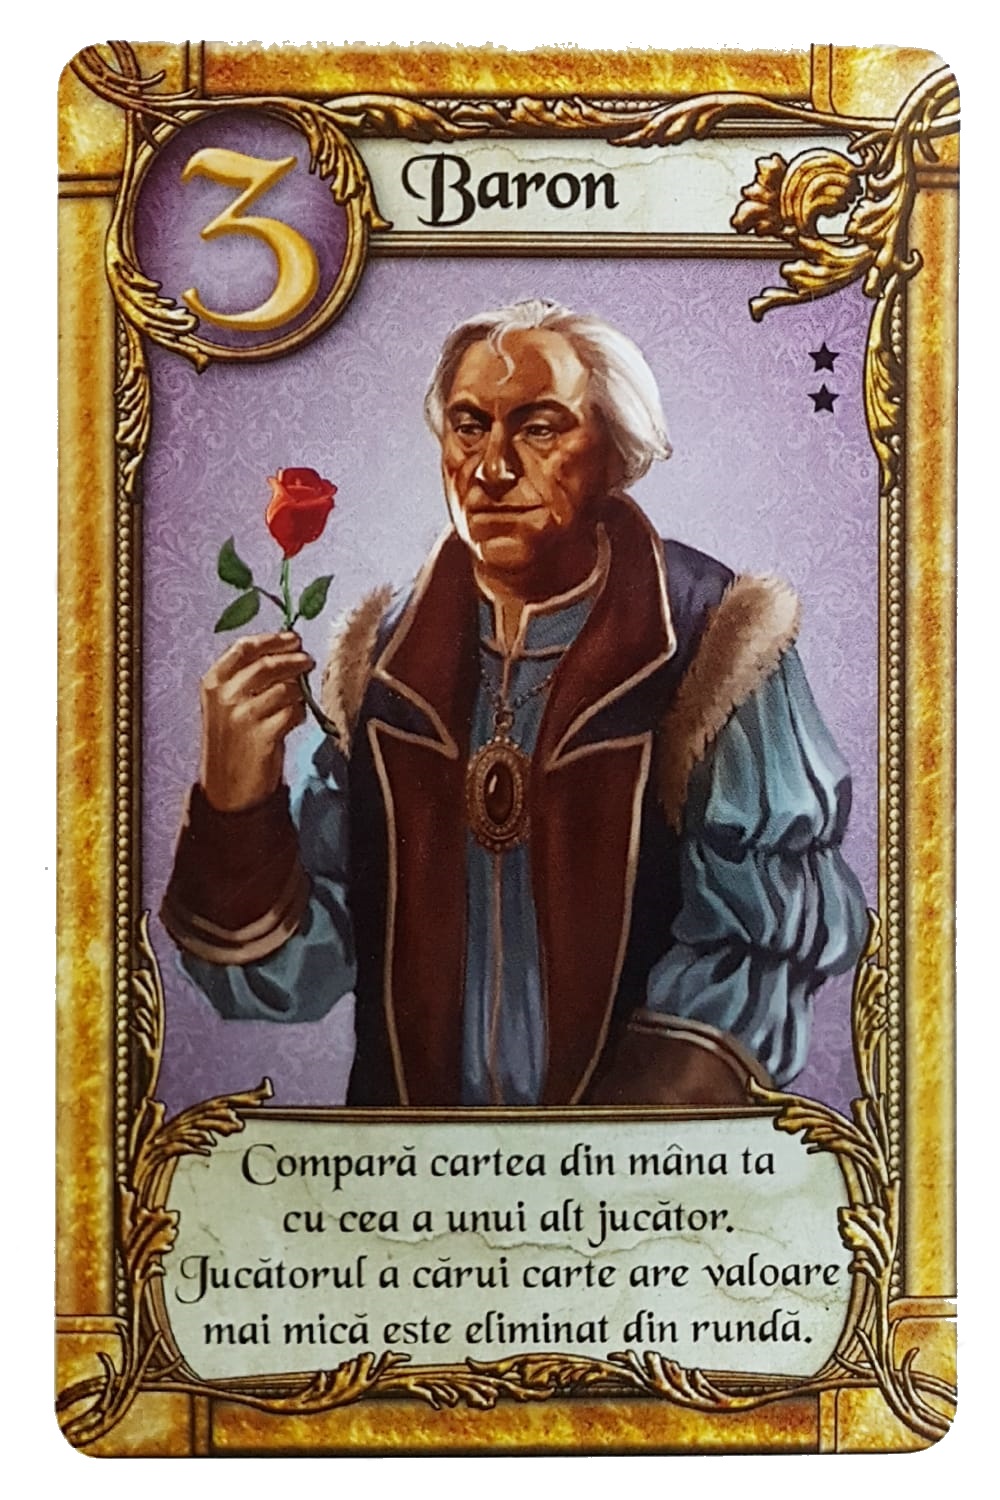 3
Baron
Compară cartea din mâna ta
cu cea a unui alt jucător.
Jucătorul a cărui carte are valoare
mai mică este eliminat din rundă.